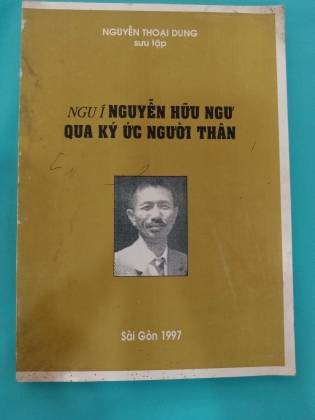 NGUYỄN THOẠI DUNG
sưu tập
NGU Í NGUYỄN HỮU NGƯ
QUA KÝ ỨC NGƯỜI THÂN
Sài Gòn 1997